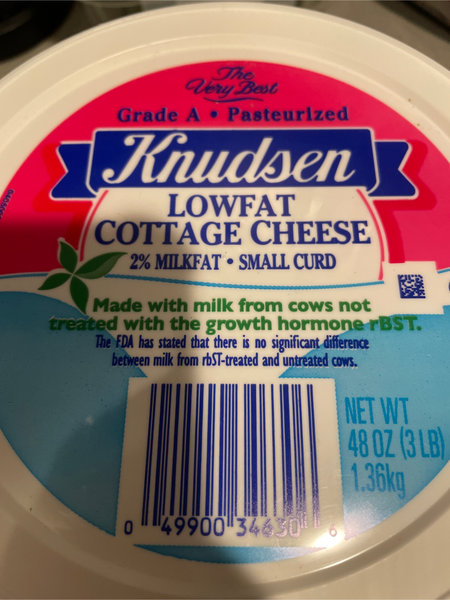 The
Very Best
Grade A • Pasteurized
Knudsen
LOWFAT
COTTAGE CHEESE
2% MILKFAT • SMALL CURD
Made with milk from cows not
treated with the growth hormone rBST.
The FDA has stated that there is no significant difference
between milk from rbST-treated and untreated cows.
NET WT
48 OZ (3 LB)
1.36kg
0 49900 34630 6